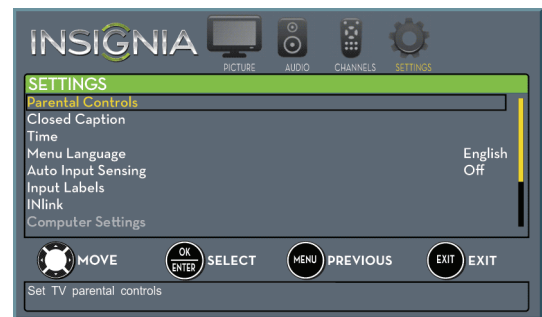 INSIGNIA
PICTURE AUDIO CHANNELS SETTINGS
SETTINGS
Parental Controls
Closed Caption
Time
Menu Language English
Auto Input Sensing Off
Input Labels
INlink
Computer Settings
MOVE OK ENTER SELECT MENU PREVIOUS EXIT EXIT
Set TV parental controls